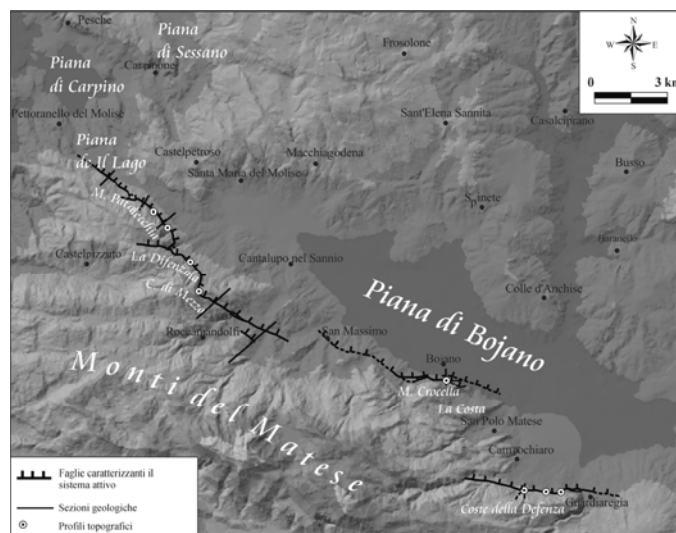 Pesche
Piana
di Sessano
Carpinone
Frosolone
N
W E
S
0 3 km
Piana
di Carpino
Pettoranello del Molise
Sant'Elena Sannita
Casalciprano
Piana
de Il Lago
Castelpetroso
Macchiagodena
Busso
Santa Maria del Molise
M. Patalecchia
Spinete
Baranello
Castelpizzuto
La Difenzola
Cantalupo nel Sannio
C. di Mezzo
Piana di Bojano
Colle d'Anchise
Roccamandolfi
San Massimo
Bojano
Monti del Matese
M. Crocella
La Costa
San Polo Matese
Campochiaro
Coste della Defenza
Guardiaregia
Faglie caratterizzanti il
sistema attivo
Sezioni geologiche
Profili topografici